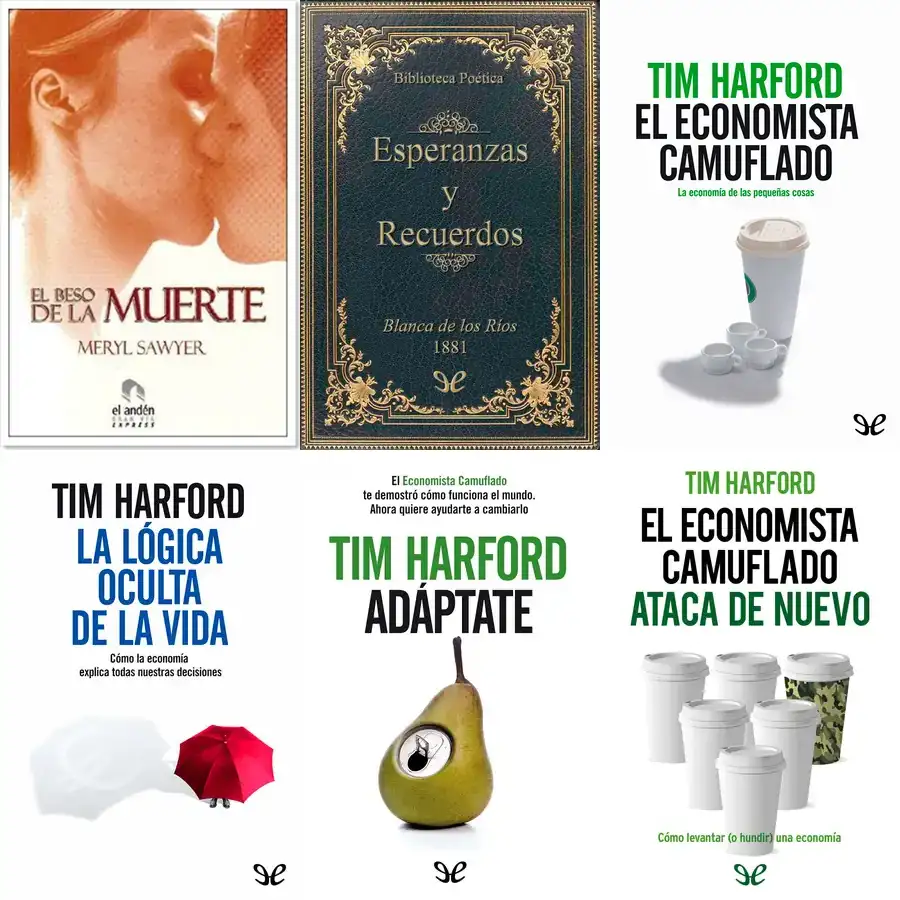 EL BESO
DE LA MUERTE
MERYL SAWYER
el andén
GRAN VÍA
EXPRESS
Biblioteca Poética
Esperanzas
y
Recuerdos
Blanca de los Ríos
1881
TIM HARFORD
EL ECONOMISTA
CAMUFLADO
La economía de las pequeñas cosas
TIM HARFORD
LA LÓGICA
OCULTA
DE LA VIDA
Cómo la economía
explica todas nuestras decisiones
El Economista Camuflado
te demostró cómo funciona el mundo.
Ahora quiere ayudarte a cambiarlo
TIM HARFORD
ADÁPTATE
TIM HARFORD
EL ECONOMISTA
CAMUFLADO
ATACA DE NUEVO
Cómo levantar (o hundir) una economía